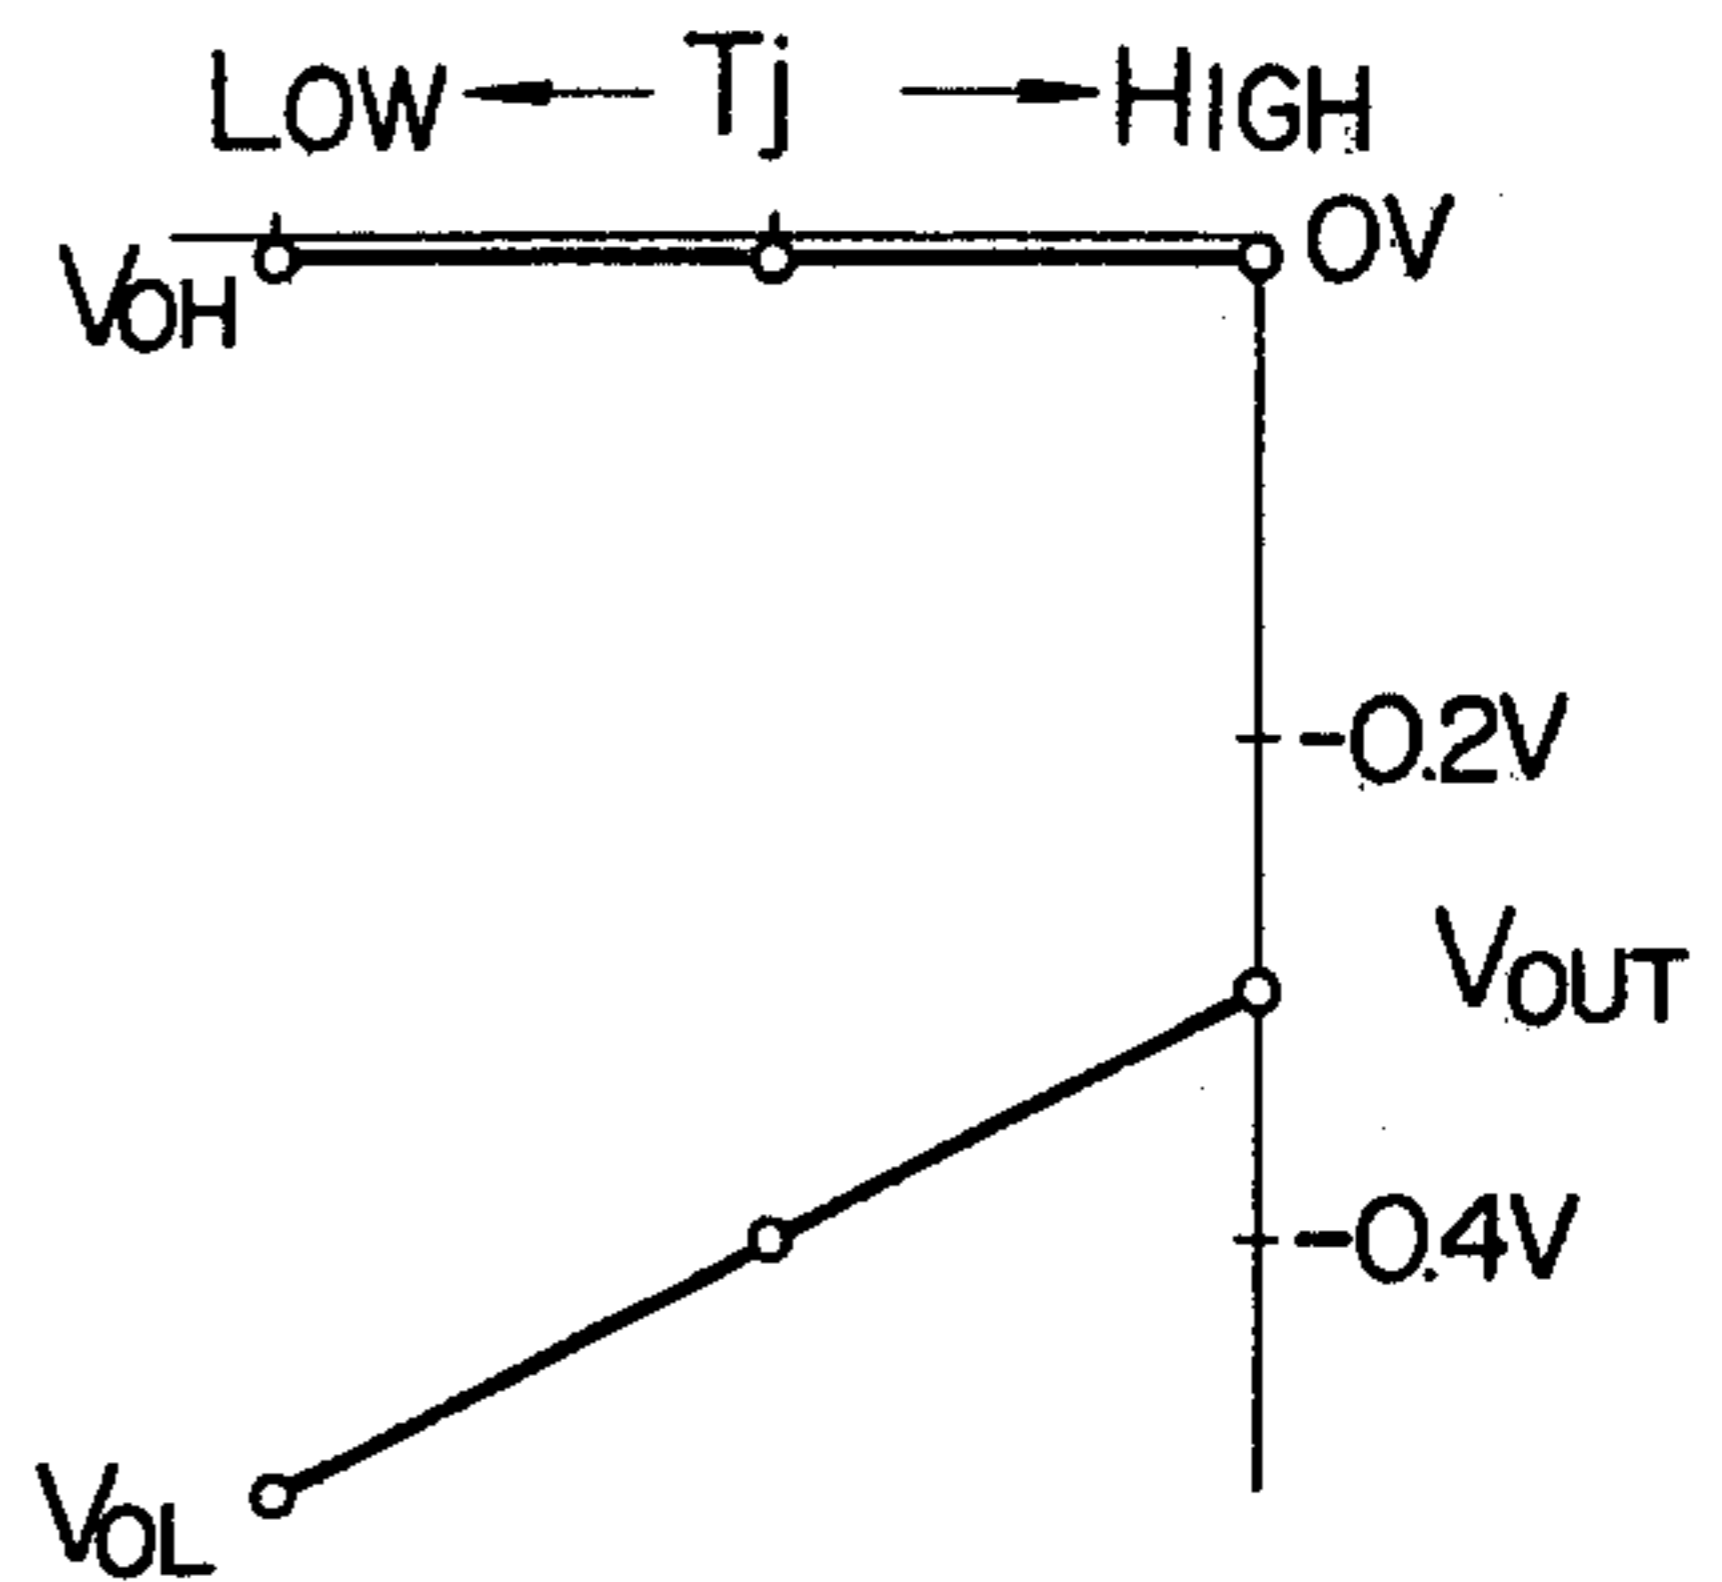 LOW ← Tj → HIGH
0V
VOH
-0.2V
VOUT
-0.4V
VOL